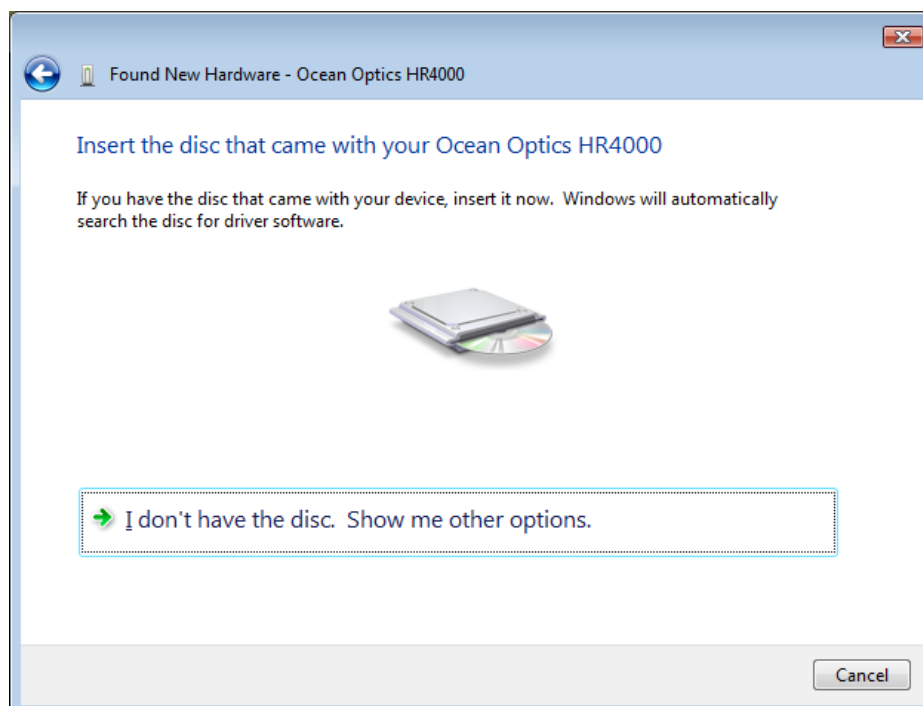 Found New Hardware - Ocean Optics HR4000
Insert the disc that came with your Ocean Optics HR4000
If you have the disc that came with your device, insert it now.  Windows will automatically
search the disc for driver software.
I don't have the disc.  Show me other options.
Cancel